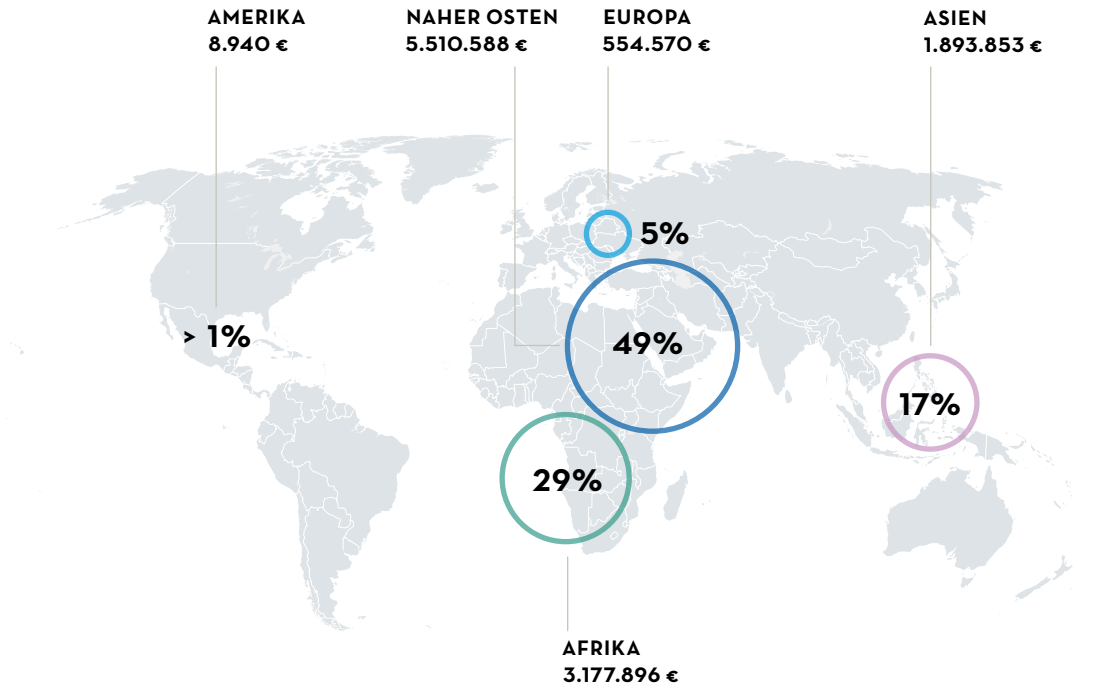 AMERIKA
8.940 €
NAHER OSTEN
5.510.588 €
EUROPA
554.570 €
ASIEN
1.893.853 €
5%
> 1%
49%
17%
29%
AFRIKA
3.177.896 €